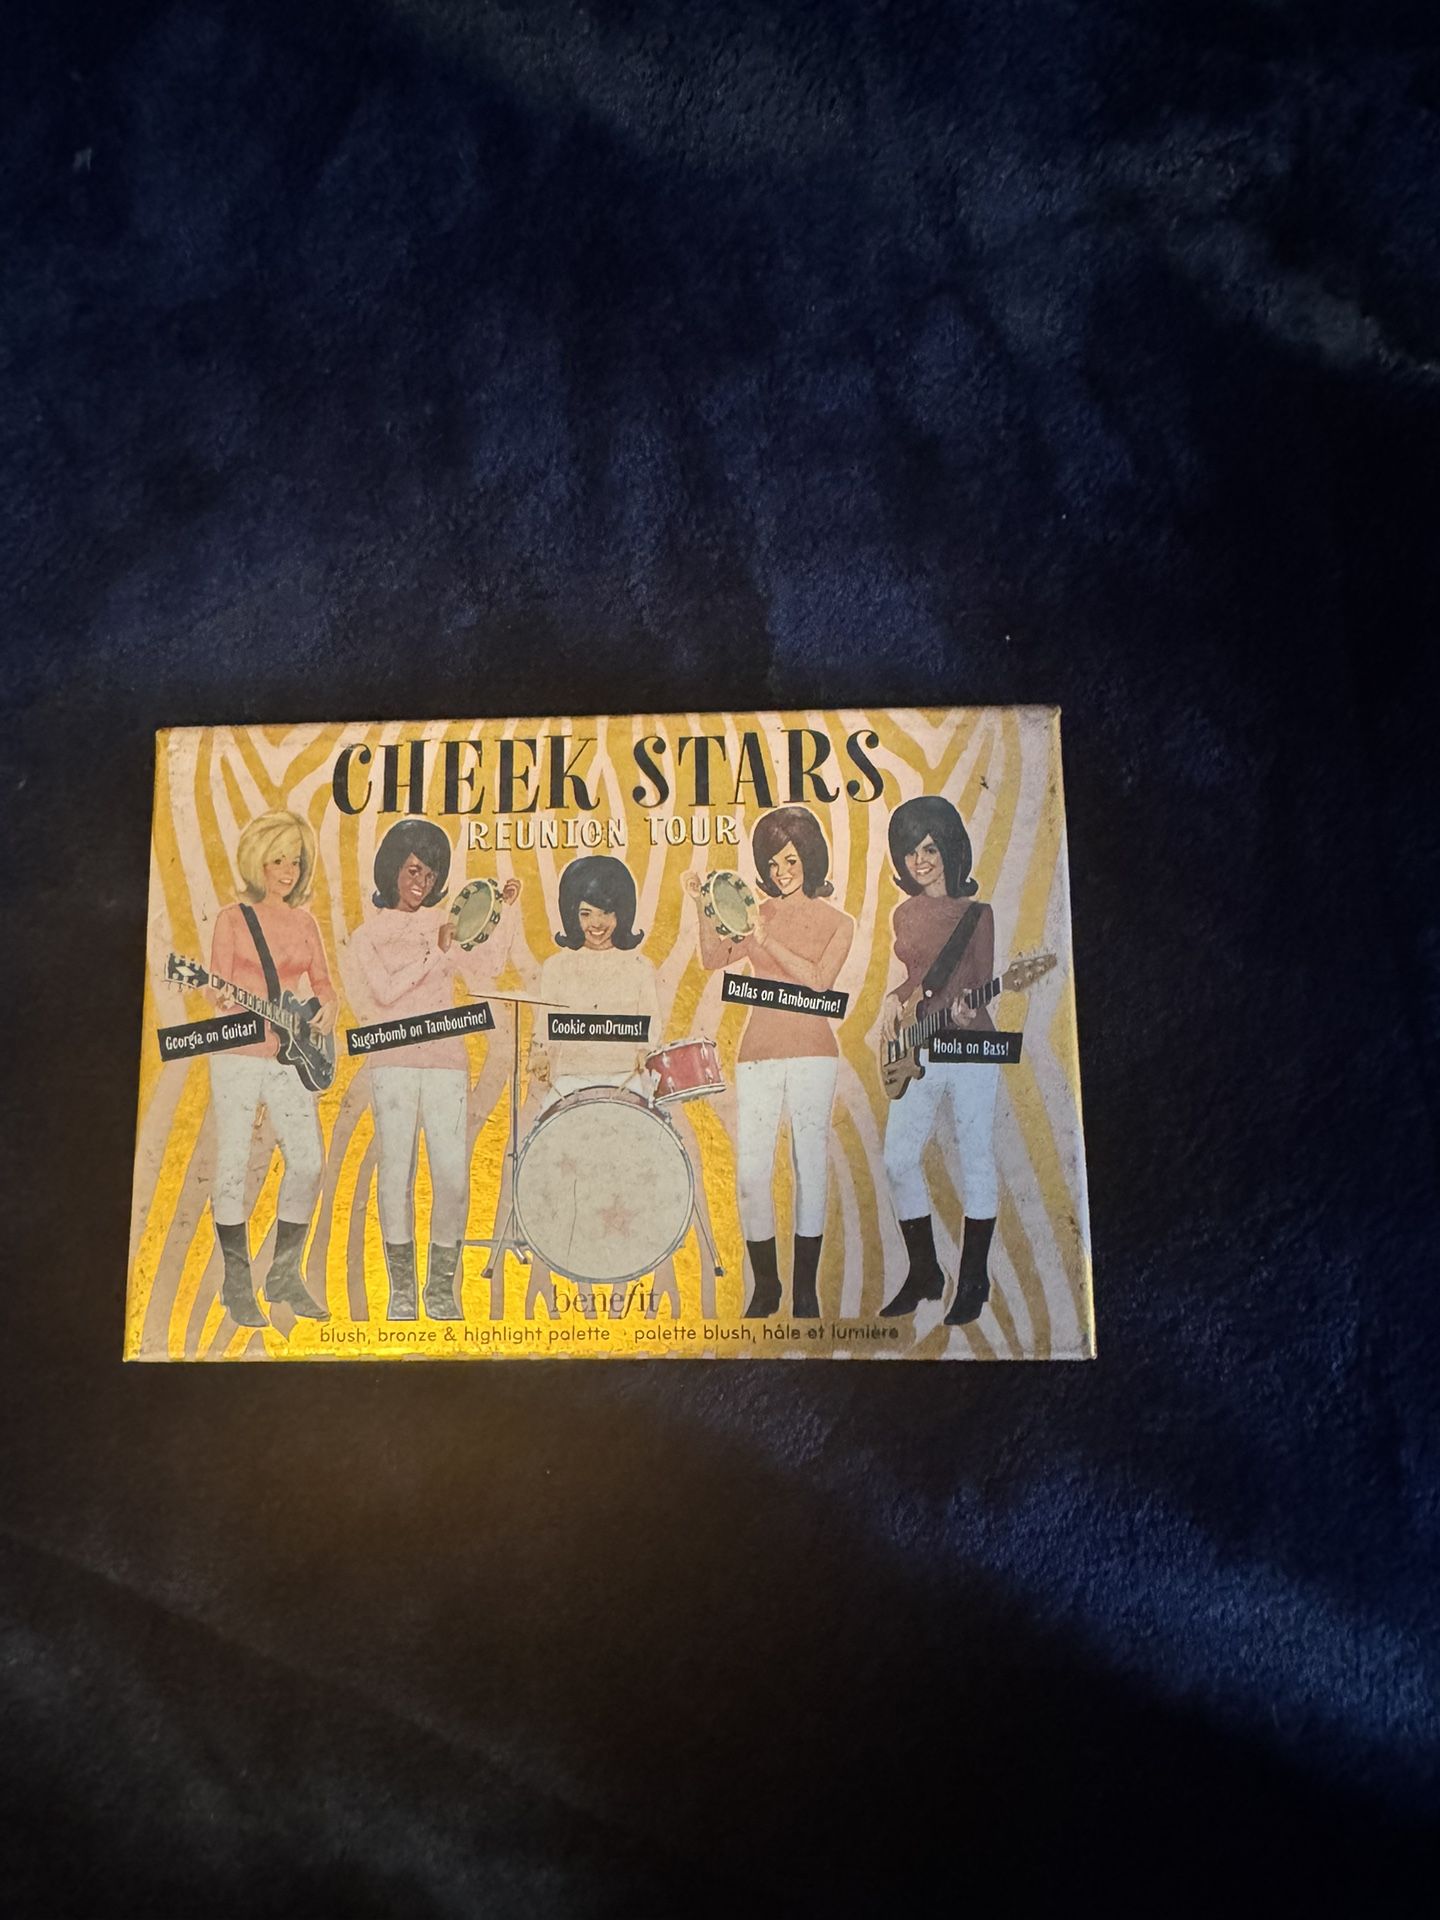 CHEEK STARS
REUNION TOUR
Georgia on Guitar!
Sugarbomb on Tambourine!
Cookie on Drums!
Dallas on Tambourine!
Hoola on Bass!
benefit
blush, bronze & highlight palette · palette blush, hâle et lumière